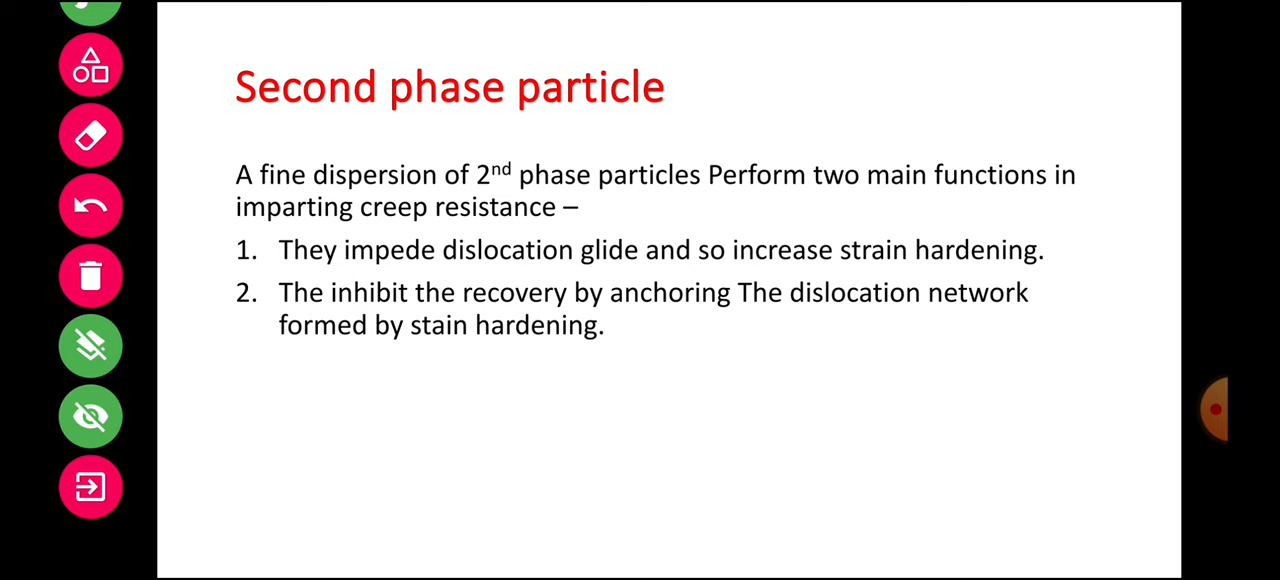 Second phase particle
A fine dispersion of 2nd phase particles Perform two main functions in
imparting creep resistance –
1. They impede dislocation glide and so increase strain hardening.
2. The inhibit the recovery by anchoring The dislocation network
formed by stain hardening.